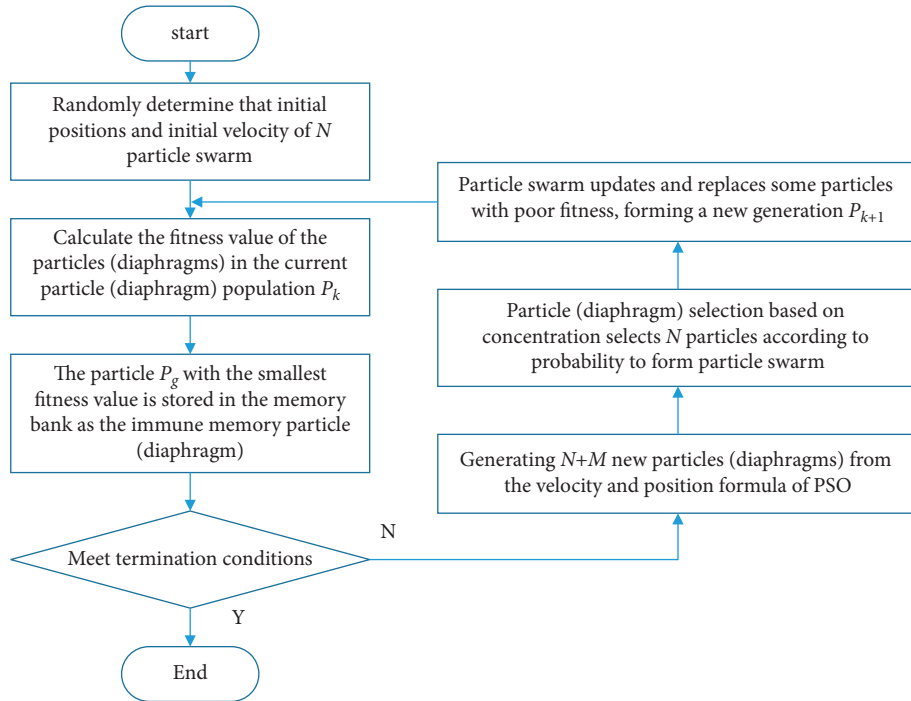 start
Randomly determine that initial
positions and initial velocity of N
particle swarm
Calculate the fitness value of the
particles (diaphragms) in the current
particle (diaphragm) population Pk
The particle Pg with the smallest
fitness value is stored in the memory
bank as the immune memory particle
(diaphragm)
Meet termination conditions
N
Y
End
Generating N+M new particles (diaphragms) from
the velocity and position formula of PSO
Particle (diaphragm) selection based on
concentration selects N particles according to
probability to form particle swarm
Particle swarm updates and replaces some particles
with poor fitness, forming a new generation Pk+1